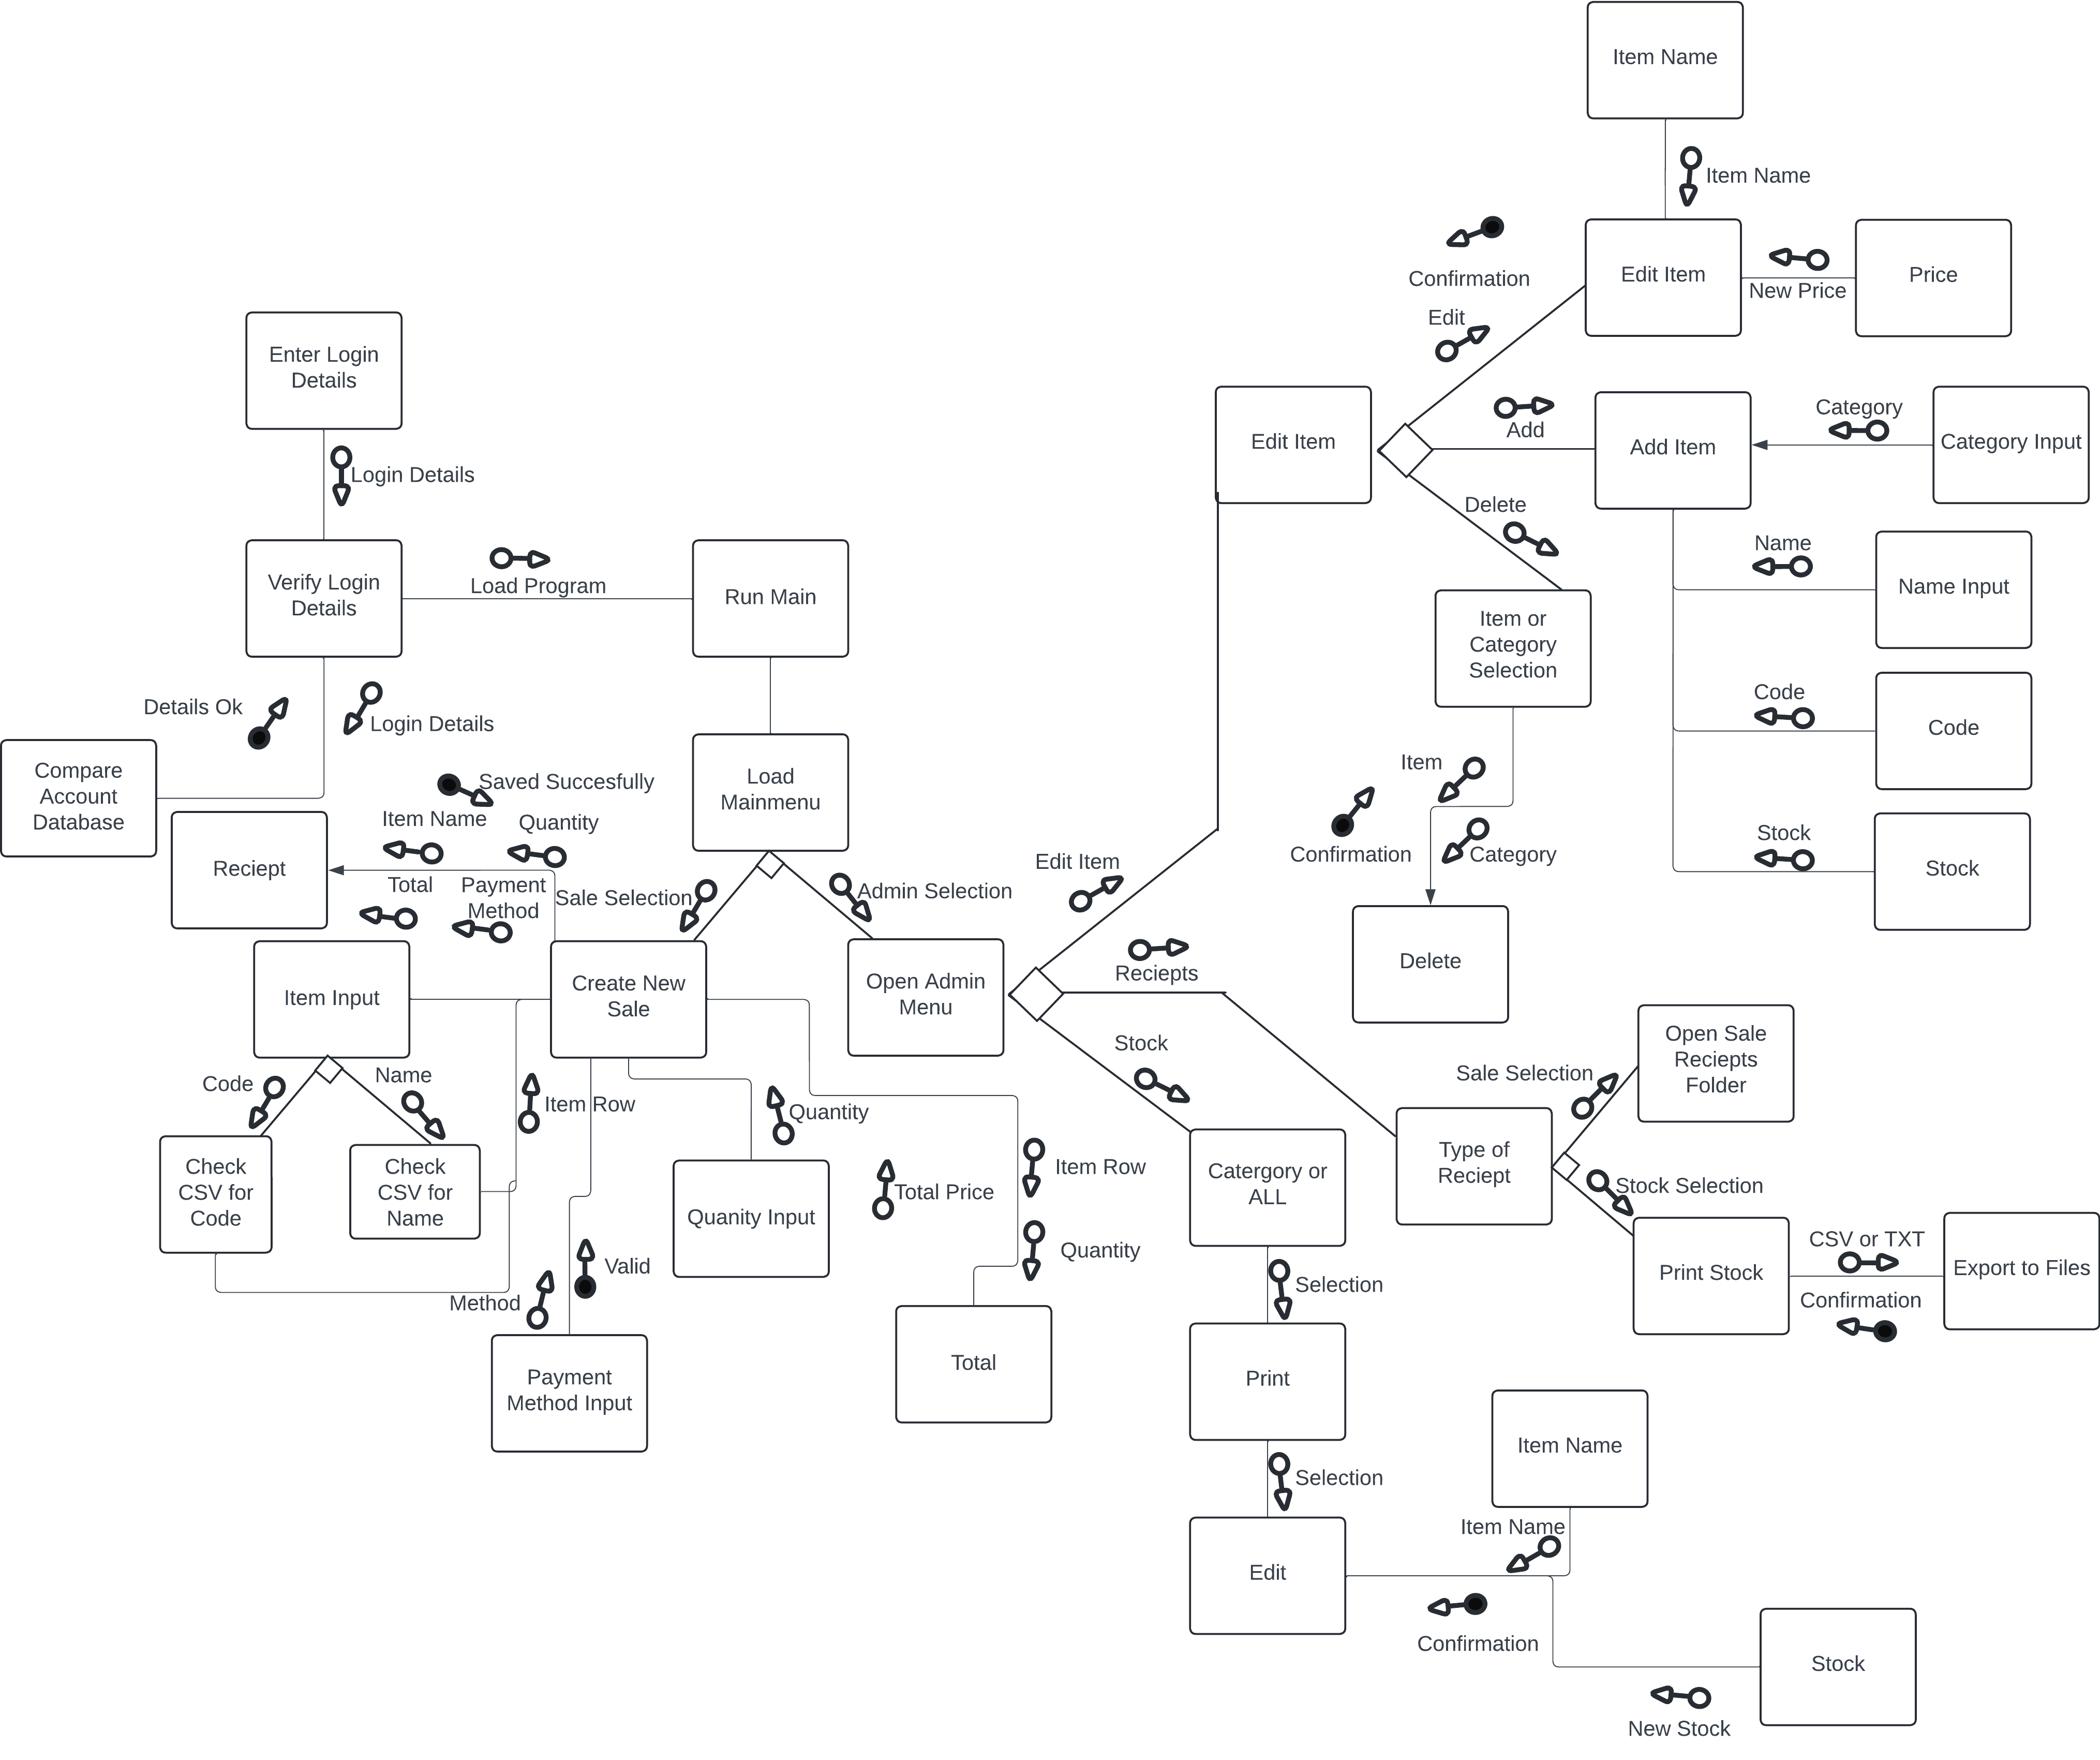 Item Name
Item Name
Confirmation
Edit Item
Price
New Price
Edit
Enter Login
Details
Login Details
Edit Item
Add
Add Item
Category
Category Input
Delete
Name
Name Input
Verify Login
Details
Load Program
Run Main
Item or
Category
Selection
Code
Code
Details Ok
Login Details
Compare
Account
Database
Saved Succesfully
Load
Mainmenu
Item
Confirmation
Category
Stock
Stock
Item Name
Quantity
Reciept
Total
Payment
Method
Sale Selection
Admin Selection
Edit Item
Delete
Item Input
Create New
Sale
Open Admin
Menu
Reciepts
Stock
Code
Name
Item Row
Quantity
Sale Selection
Open Sale
Reciepts
Folder
Check
CSV for
Code
Check
CSV for
Name
Quanity Input
Total Price
Item Row
Catergory or
ALL
Type of
Reciept
Stock Selection
Quantity
Valid
Method
Selection
Print Stock
CSV or TXT
Confirmation
Export to Files
Payment
Method Input
Total
Print
Item Name
Selection
Item Name
Edit
Confirmation
Stock
New Stock